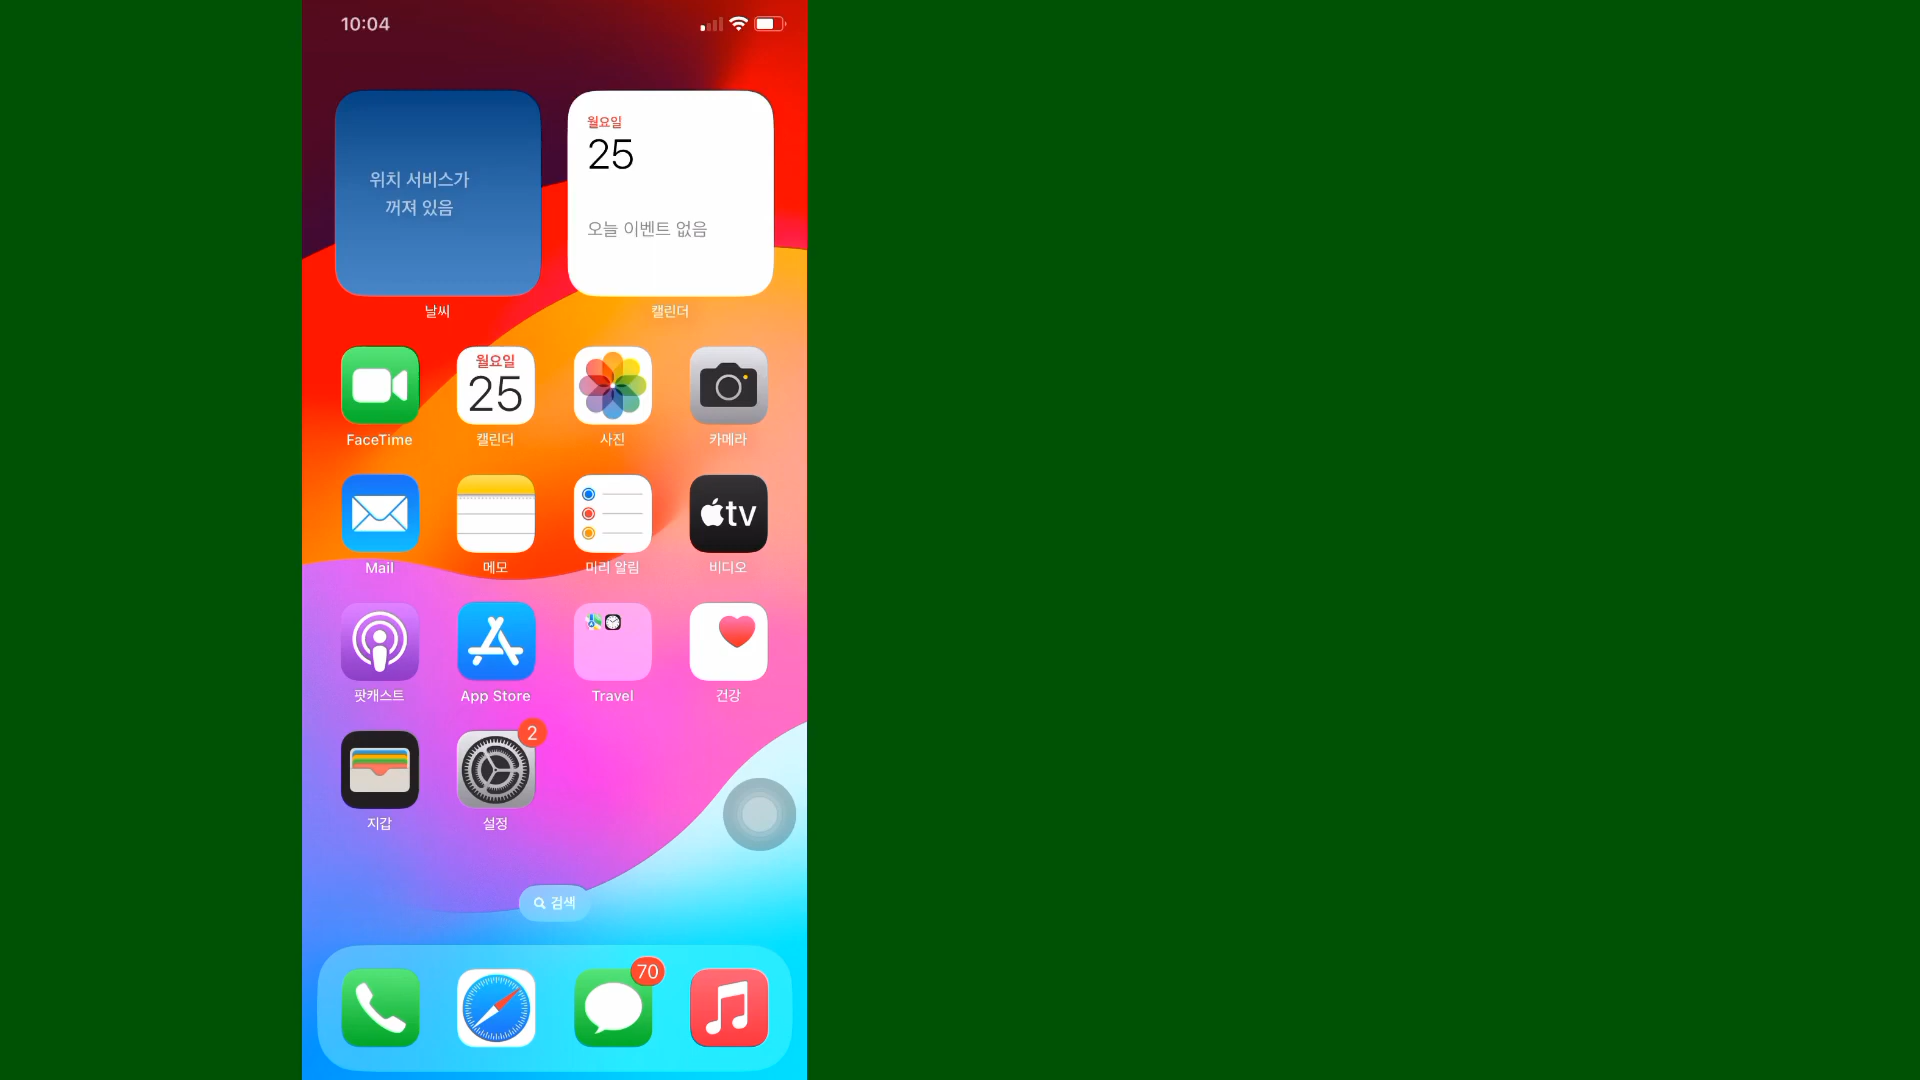 10:04
위치 서비스가
꺼져 있음
날씨
월요일
25
오늘 이벤트 없음
캘린더
FaceTime
월요일
25
캘린더
사진
카메라
Mail
메모
미리 알림
tv
비디오
팟캐스트
App Store
Travel
건강
지갑
2
설정
검색
70